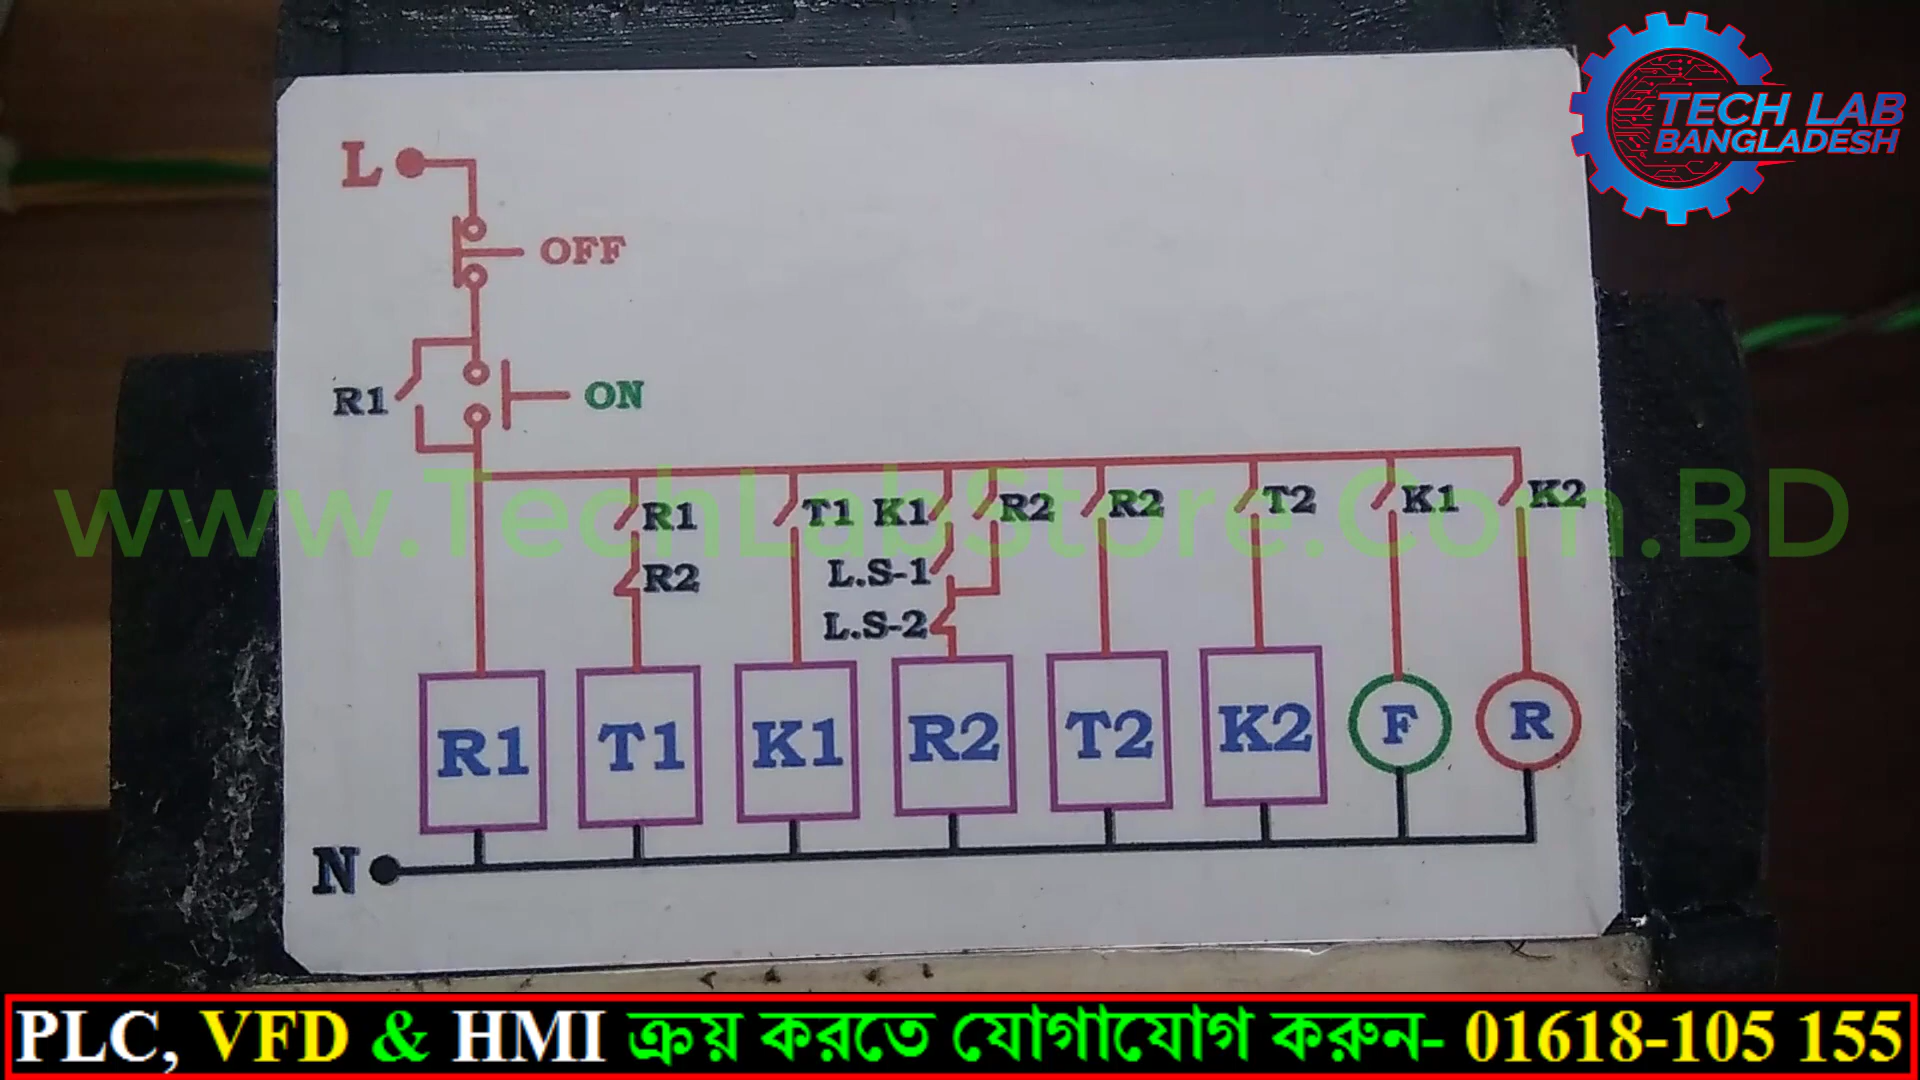 TECH LAB
BANGLADESH
L
OFF
R1
ON
R1 T1 K1 R2 R2 T2 K1 K2
www.TechLabStore.Com.BD
R2 L.S-1
L.S-2
R1 T1 K1 R2 T2 K2 F R
N
PLC, VFD & HMI ক্রয় করতে যোগাযোগ করুন- 01618-105 155